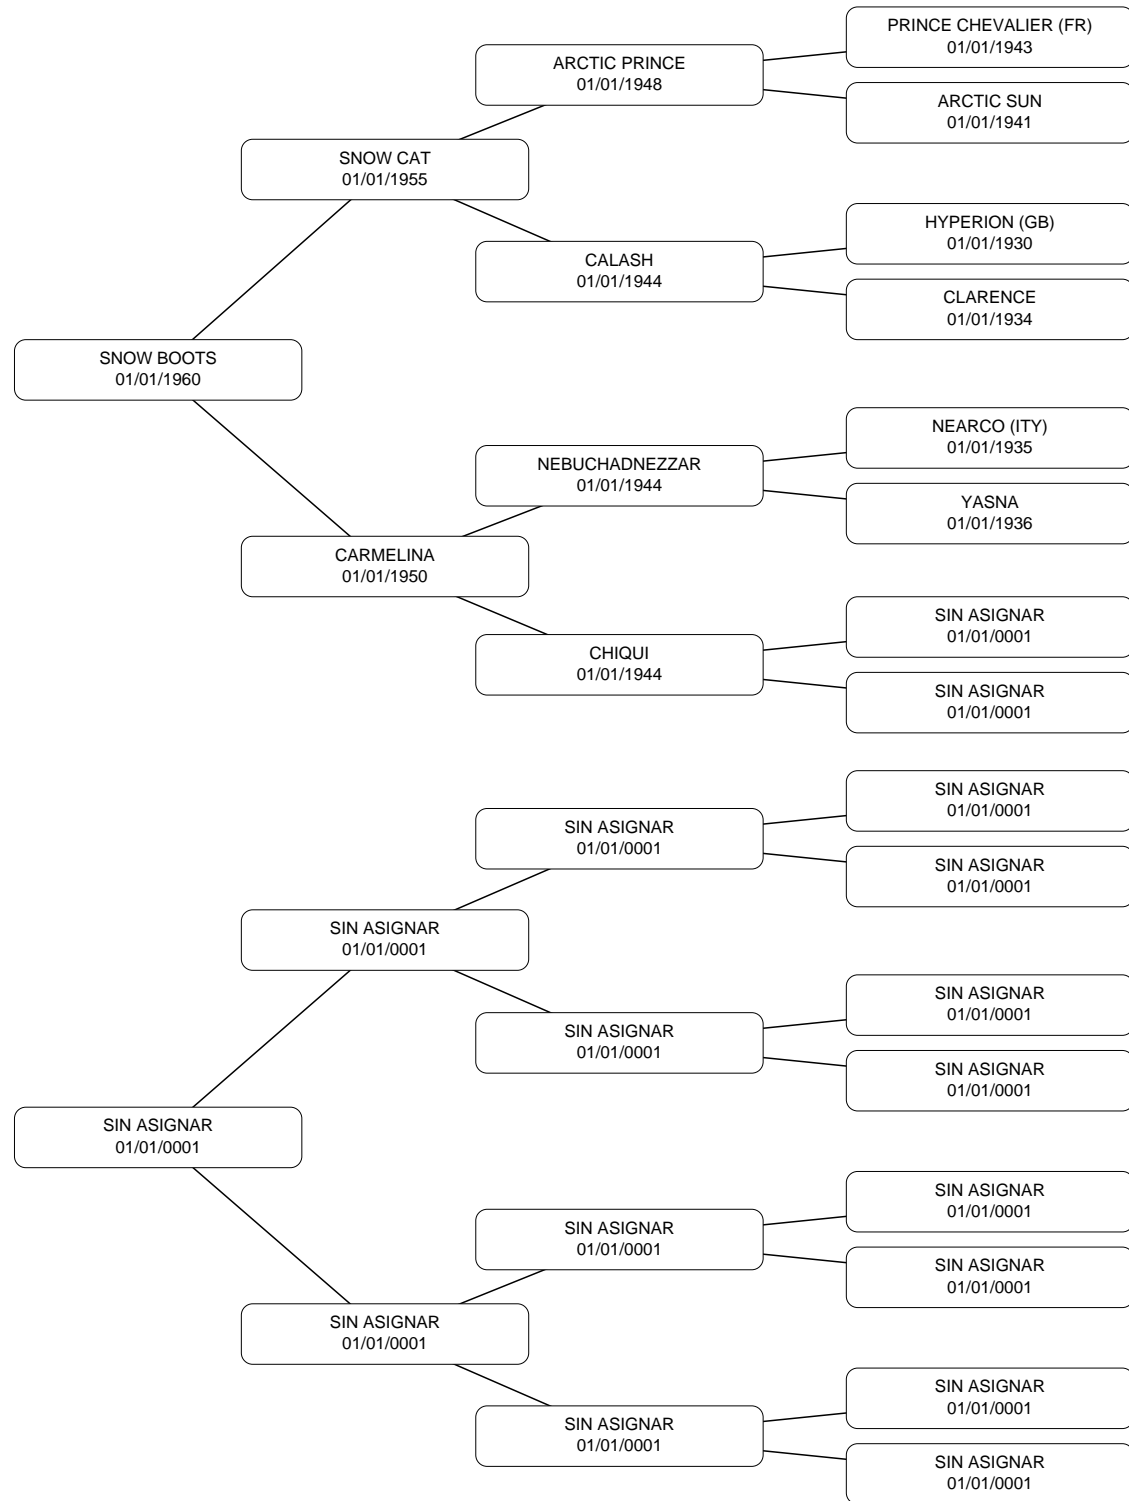 PRINCE CHEVALIER (FR)
01/01/1943
ARCTIC PRINCE
01/01/1948
ARCTIC SUN
01/01/1941
SNOW CAT
01/01/1955
HYPERION (GB)
01/01/1930
CALASH
01/01/1944
CLARENCE
01/01/1934
SNOW BOOTS
01/01/1960
NEARCO (ITY)
01/01/1935
NEBUCHADNEZZAR
01/01/1944
YASNA
01/01/1936
CARMELINA
01/01/1950
SIN ASIGNAR
01/01/0001
CHIQUI
01/01/1944
SIN ASIGNAR
01/01/0001
SIN ASIGNAR
01/01/0001
SIN ASIGNAR
01/01/0001
SIN ASIGNAR
01/01/0001
SIN ASIGNAR
01/01/0001
SIN ASIGNAR
01/01/0001
SIN ASIGNAR
01/01/0001
SIN ASIGNAR
01/01/0001
SIN ASIGNAR
01/01/0001
SIN ASIGNAR
01/01/0001
SIN ASIGNAR
01/01/0001
SIN ASIGNAR
01/01/0001
SIN ASIGNAR
01/01/0001
SIN ASIGNAR
01/01/0001
SIN ASIGNAR
01/01/0001
SIN ASIGNAR
01/01/0001